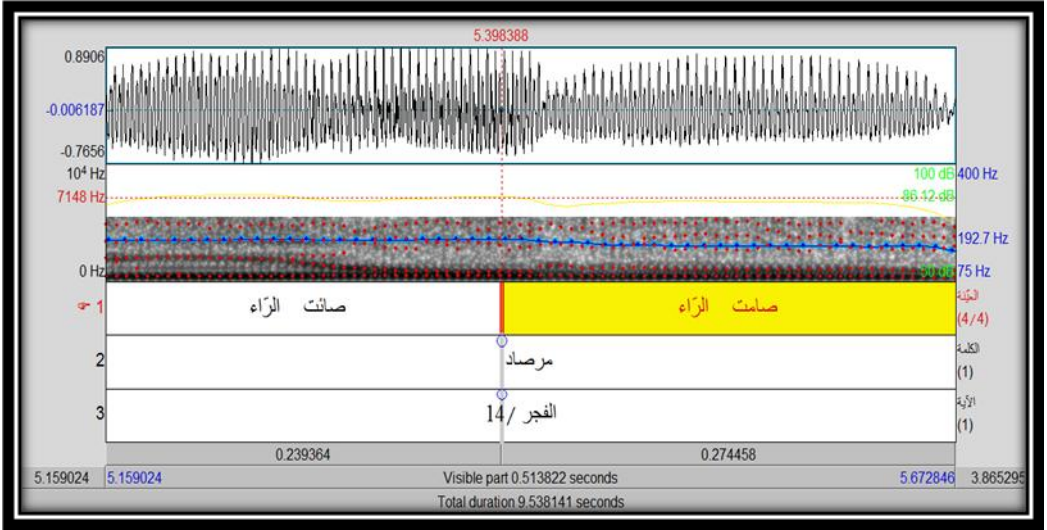 5.398388
0.8906
-0.006187
-0.7656
10⁴ Hz
100 dB 400 Hz
7148 Hz
86.12 dB
192.7 Hz
0 Hz
50 dB 75 Hz
1 صائت الرّاء صامت الرّاء العيّنة
(4/4)
2 مرصاد الكلمة
(1)
3 الفجر /14 الآية
(1)
0.239364 0.274458
5.159024 5.159024 Visible part 0.513822 seconds 5.672846 3.865295
Total duration 9.538141 seconds